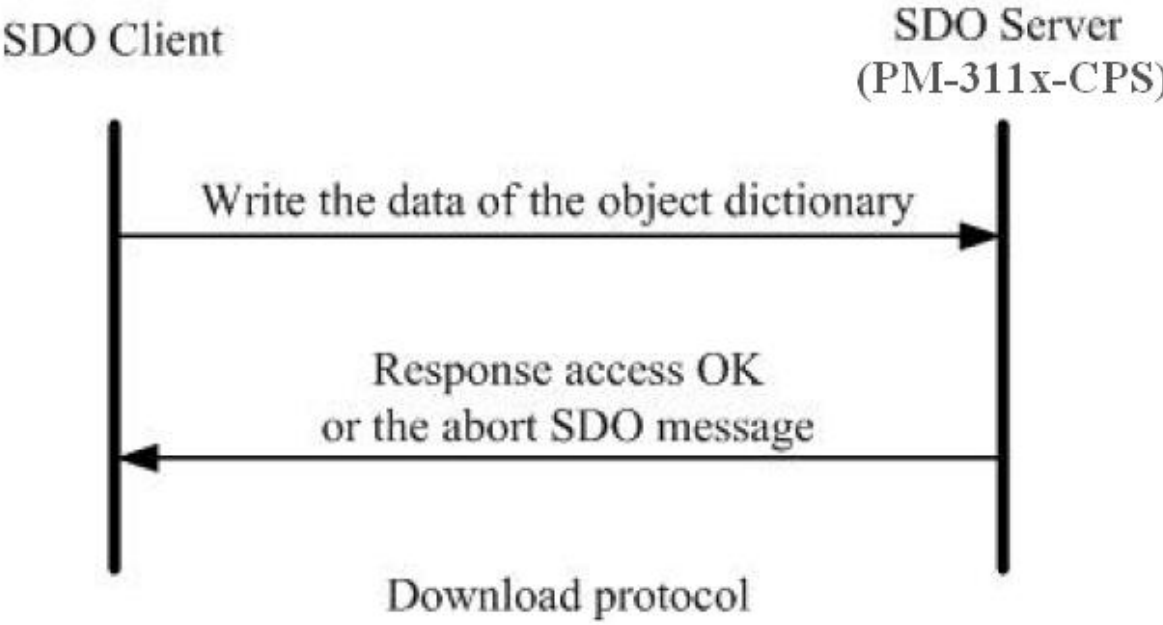 SDO Client
SDO Server
(PM-311x-CPS)
Write the data of the object dictionary
Response access OK
or the abort SDO message
Download protocol